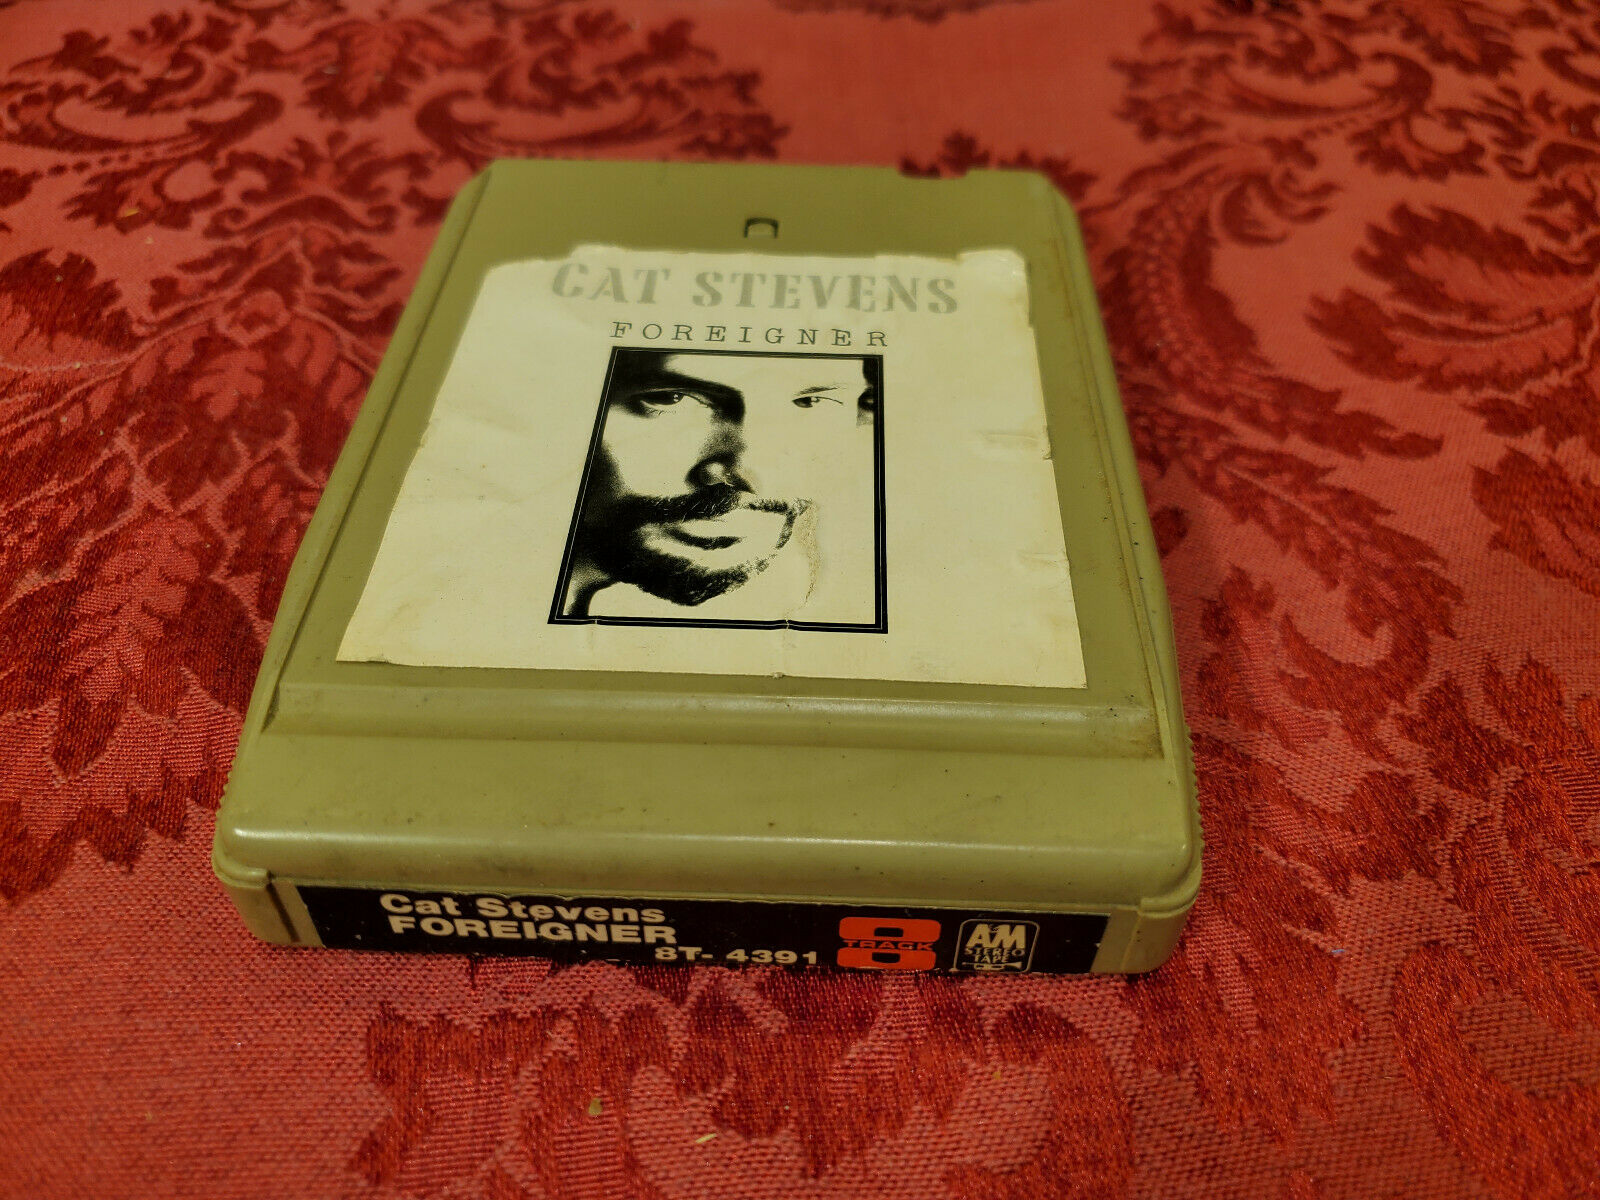 CAT STEVENS
FOREIGNER
Cat Stevens
FOREIGNER
8T- 4391
8
TRACK
A&M
STEREO
TAPE